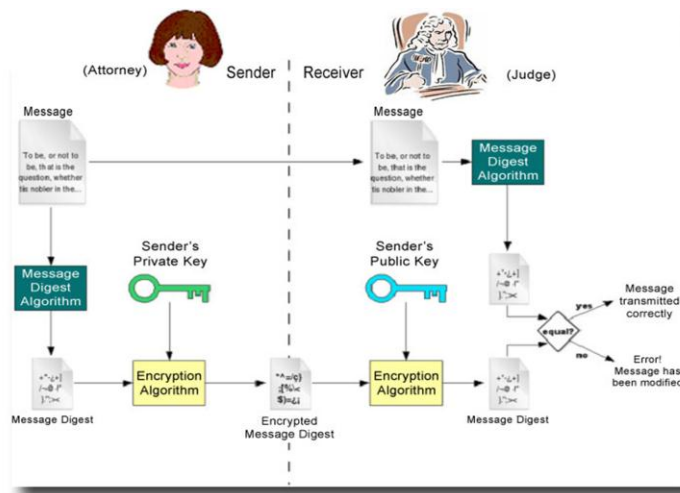 (Attorney)
Sender
Receiver
(Judge)
Message
To be, or not to
be, that is the
question, whether
tis nobler in the...
Message
To be, or not to
be, that is the
question, whether
tis nobler in the...
Message
Digest
Algorithm
Message
Digest
Algorithm
Sender's
Private Key
Sender's
Public Key
yes
Message
transmitted
correctly
equal?
no
Error!
Message has
been modified
Encryption
Algorithm
Encrypted
Message Digest
Encryption
Algorithm
Message Digest
Message Digest